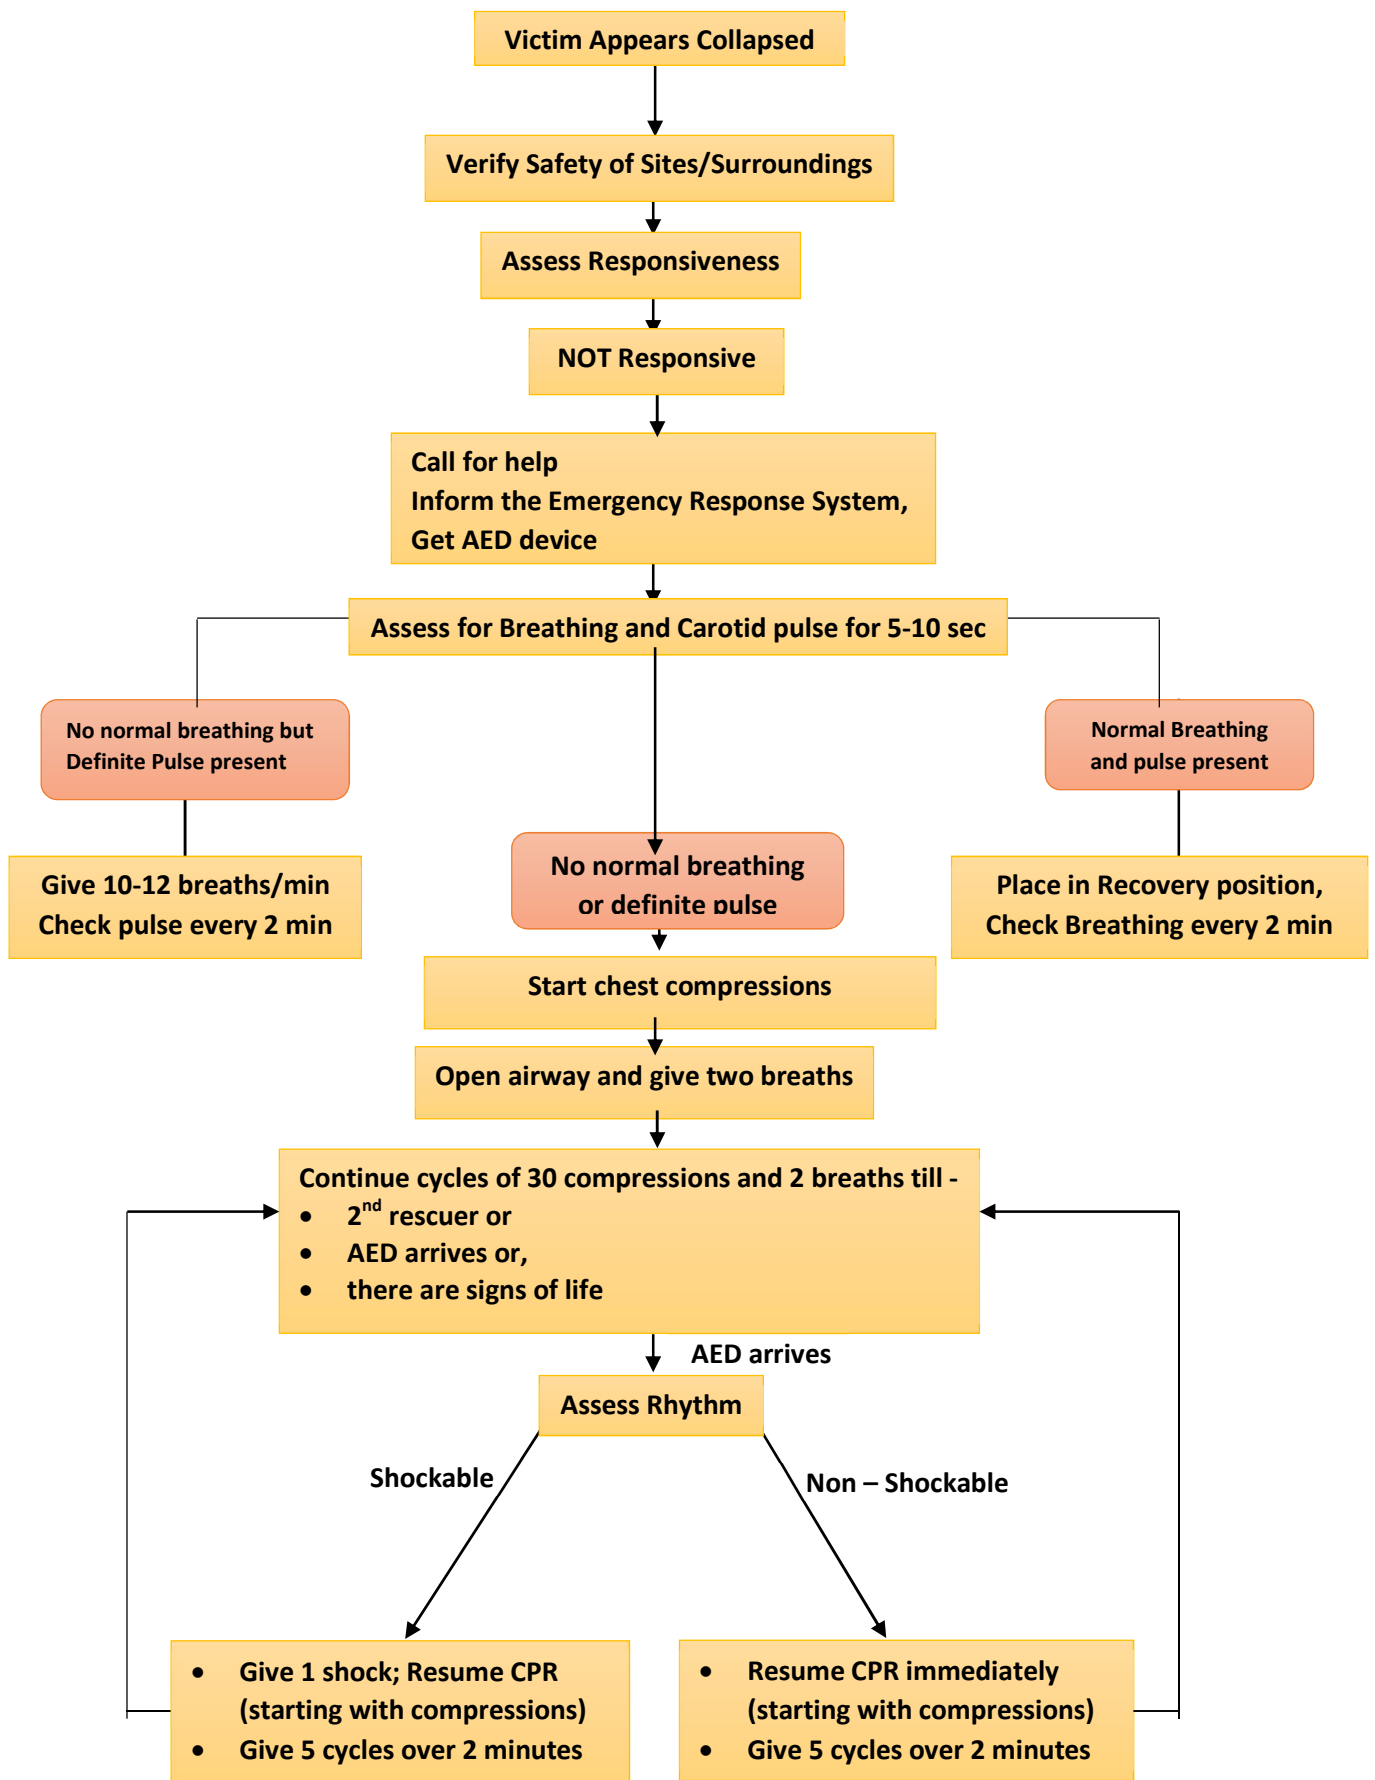 Victim Appears Collapsed
Verify Safety of Sites/Surroundings
Assess Responsiveness
NOT Responsive
Call for help
Inform the Emergency Response System,
Get AED device
Assess for Breathing and Carotid pulse for 5-10 sec
No normal breathing but
Definite Pulse present
Normal Breathing
and pulse present
No normal breathing
or definite pulse
Give 10-12 breaths/min
Check pulse every 2 min
Place in Recovery position,
Check Breathing every 2 min
Start chest compressions
Open airway and give two breaths
Continue cycles of 30 compressions and 2 breaths till -
• 2nd rescuer or
• AED arrives or,
• there are signs of life
AED arrives
Assess Rhythm
Shockable
Non – Shockable
• Give 1 shock; Resume CPR
(starting with compressions)
• Give 5 cycles over 2 minutes
• Resume CPR immediately
(starting with compressions)
• Give 5 cycles over 2 minutes